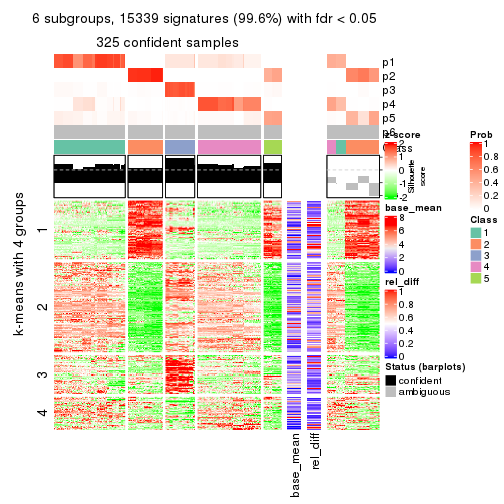 6 subgroups, 15339 signatures (99.6%) with fdr < 0.05
325 confident samples
p1
p2
p3
p4
p5
p6
Class
Silhouette
score
k-means with 4 groups
1
2
3
4
base_mean
rel_diff
z-score
2
1
0
-1
-2
base_mean
8
6
4
2
0
rel_diff
1
0.8
0.6
0.4
0.2
0
Status (barplots)
confident
ambiguous
Prob
1
0.8
0.6
0.4
0.2
0
Class
1
2
3
4
5